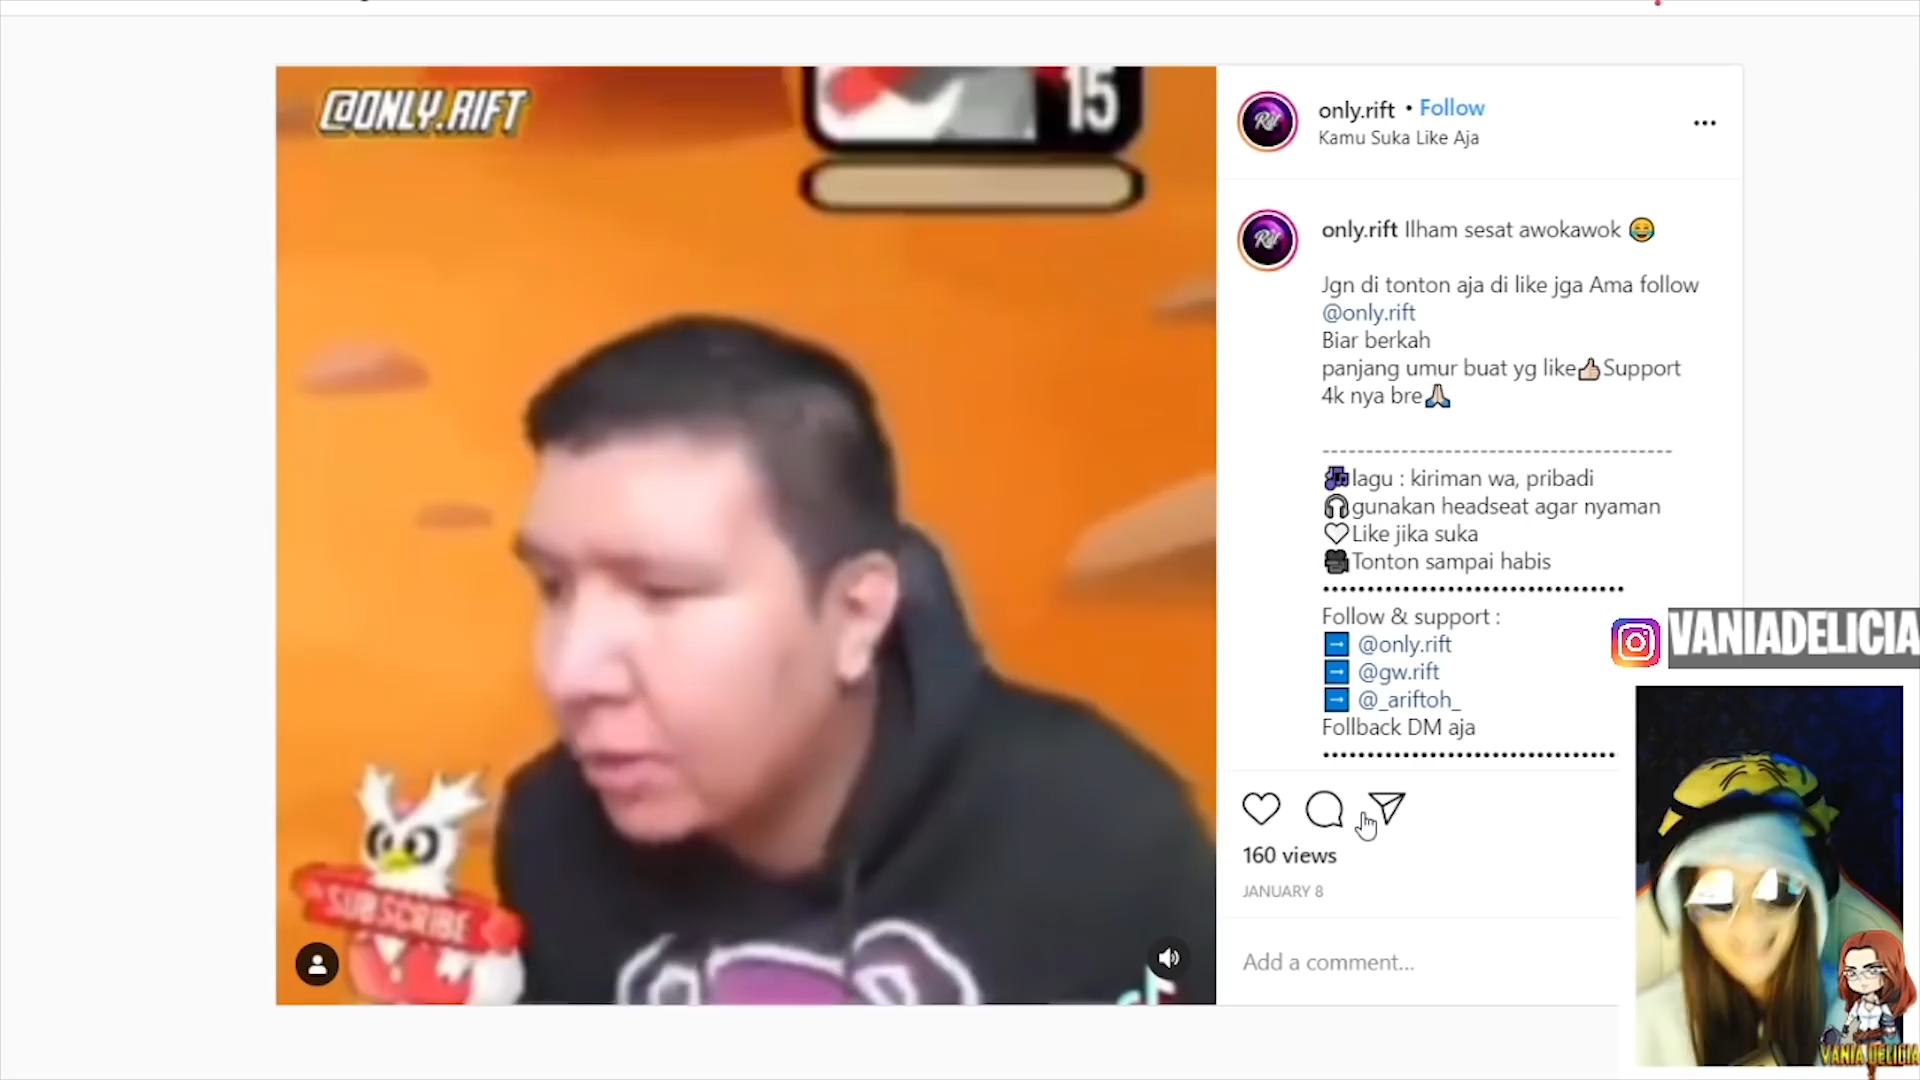 @ONLY.RIFT
15
SUBSCRIBE
only.rift • Follow
Kamu Suka Like Aja
Rift
only.rift Ilham sesat awokawok 😂
Jgn di tonton aja di like jga Ama follow
@only.rift
Biar berkah
panjang umur buat yg like👍🏻Support
4k nya bre🙏🏻
----------------------------------------
🎶lagu : kiriman wa, pribadi
🎧gunakan headseat agar nyaman
♡Like jika suka
🎥Tonton sampai habis
••••••••••••••••••••••••••••••••••
Follow & support :
➡️ @only.rift
➡️ @gw.rift
➡️ @_ariftoh_
Follback DM aja
•••••••••••••••••••••••••••••••••
160 views
JANUARY 8
Add a comment...
VANIADELICIA
VANIA DELICIA